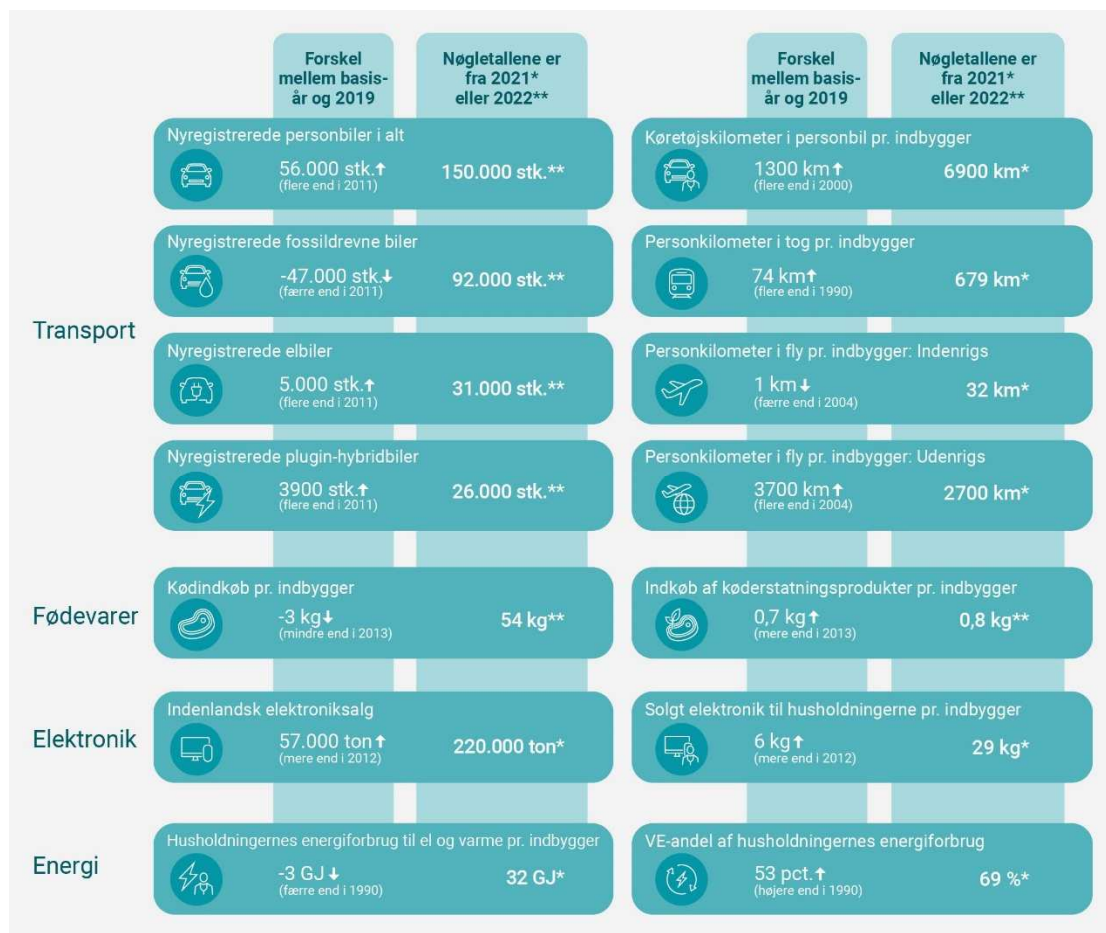 Forskel
mellem basis-
år og 2019
Nøgletallene er
fra 2021*
eller 2022**
Forskel
mellem basis-
år og 2019
Nøgletallene er
fra 2021*
eller 2022**
Transport
Nyregistrerede personbiler i alt
56.000 stk.↑
(flere end i 2011)
150.000 stk.**
Køretøjskilometer i personbil pr. indbygger
1300 km↑
(flere end i 2000)
6900 km*
Nyregistrerede fossildrevne biler
-47.000 stk.↓
(færre end i 2011)
92.000 stk.**
Personkilometer i tog pr. indbygger
74 km↑
(flere end i 1990)
679 km*
Nyregistrerede elbiler
5.000 stk.↑
(flere end i 2011)
31.000 stk.**
Personkilometer i fly pr. indbygger: Indenrigs
1 km↓
(færre end i 2004)
32 km*
Nyregistrerede plugin-hybridbiler
3900 stk.↑
(flere end i 2011)
26.000 stk.**
Personkilometer i fly pr. indbygger: Udenrigs
3700 km↑
(flere end i 2004)
2700 km*
Fødevarer
Kødindkøb pr. indbygger
-3 kg↓
(mindre end i 2013)
54 kg**
Indkøb af køderstatningsprodukter pr. indbygger
0,7 kg↑
(mere end i 2013)
0,8 kg**
Elektronik
Indenlandsk elektroniksalg
57.000 ton↑
(mere end i 2012)
220.000 ton*
Solgt elektronik til husholdningerne pr. indbygger
6 kg↑
(mere end i 2012)
29 kg*
Energi
Husholdningernes energiforbrug til el og varme pr. indbygger
-3 GJ↓
(færre end i 1990)
32 GJ*
VE-andel af husholdningernes energiforbrug
53 pct.↑
(højere end i 1990)
69 %*